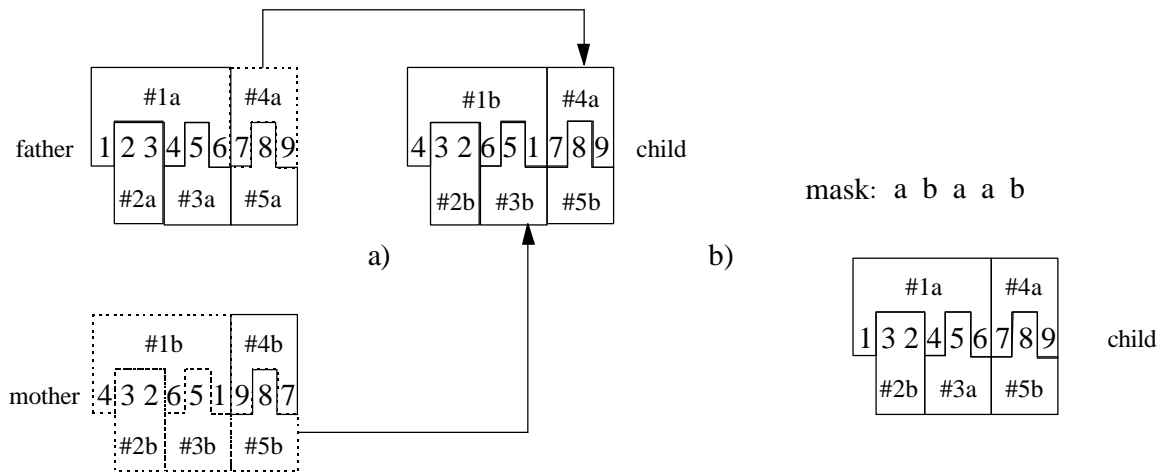 #1a #4a
father 1 2 3 4 5 6 7 8 9
#2a #3a #5a
#1b #4a
4 3 2 6 5 1 7 8 9 child
#2b #3b #5b
a)
#1b #4b
mother 4 3 2 6 5 1 9 8 7
#2b #3b #5b
b)
mask: a b a a b
#1a #4a
1 3 2 4 5 6 7 8 9 child
#2b #3a #5b